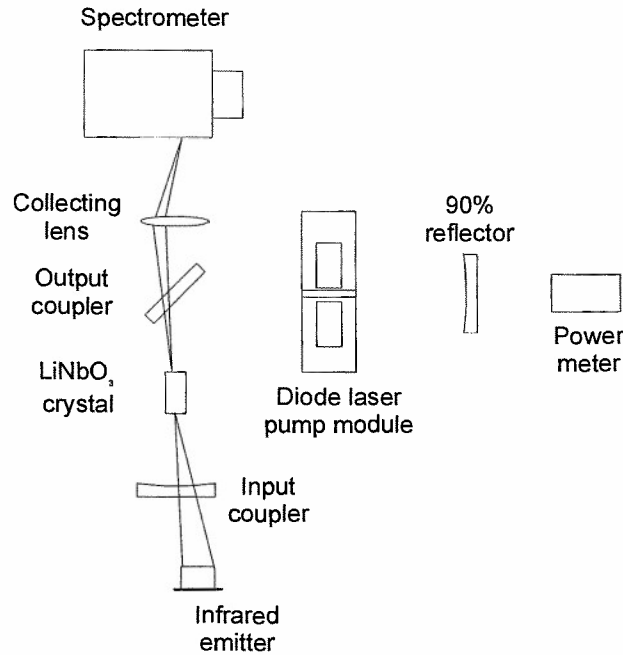 Spectrometer
Collecting
lens
90%
reflector
Output
coupler
Power
meter
LiNbO₃
crystal
Diode laser
pump module
Input
coupler
Infrared
emitter